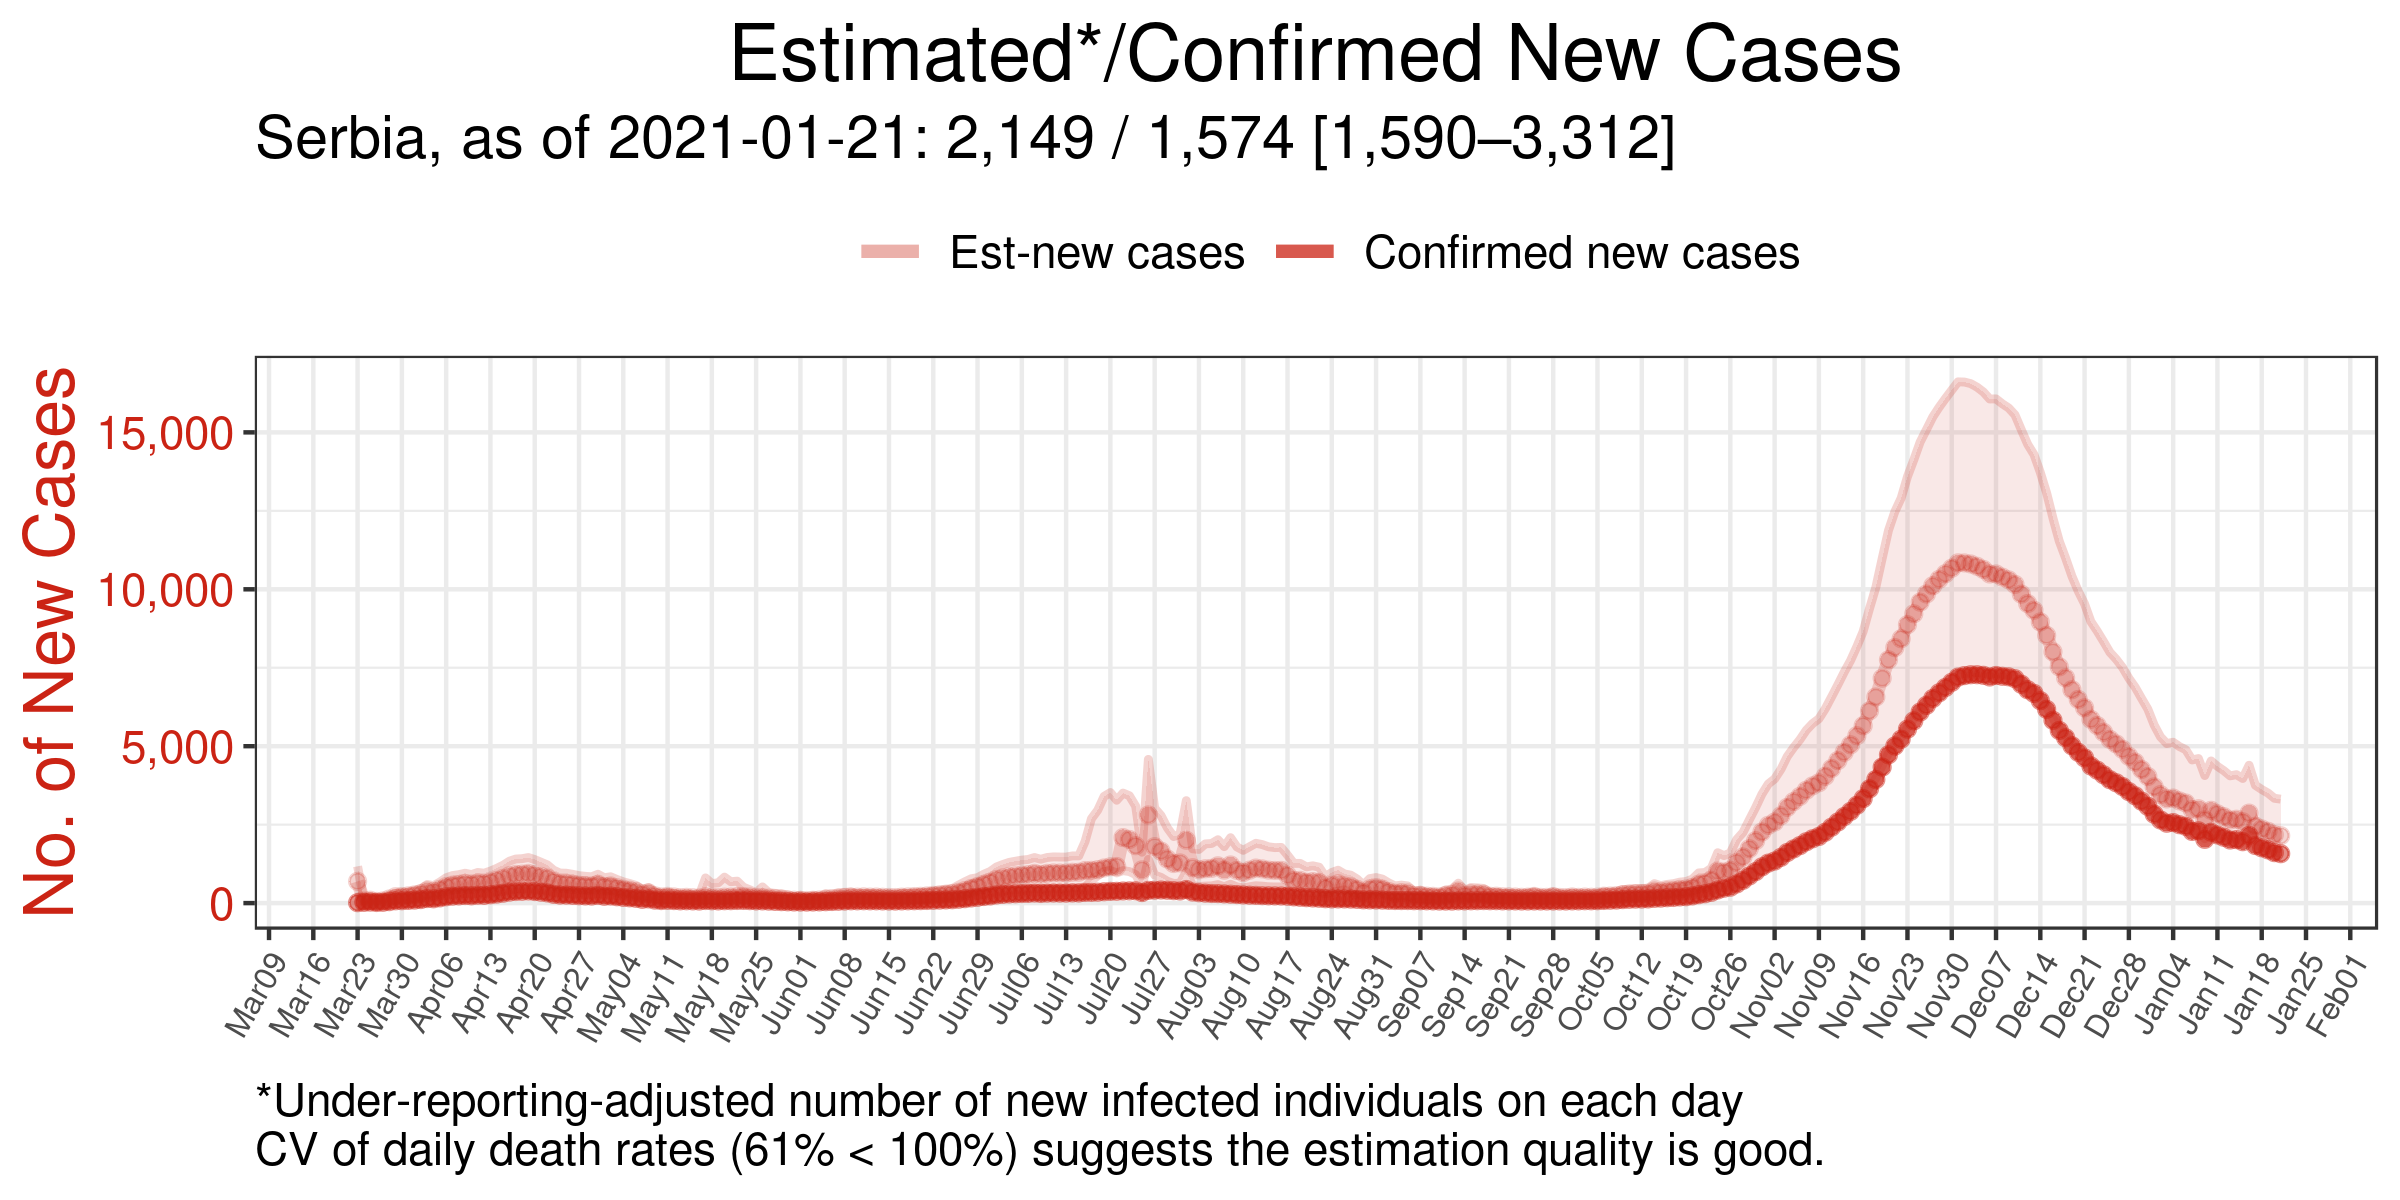 Estimated*/Confirmed New Cases
Serbia, as of 2021-01-21: 2,149 / 1,574 [1,590–3,312]
Est-new cases
Confirmed new cases
No. of New Cases
15,000
10,000
5,000
0
Mar09
Mar16
Mar23
Mar30
Apr06
Apr13
Apr20
Apr27
May04
May11
May18
May25
Jun01
Jun08
Jun15
Jun22
Jun29
Jul06
Jul13
Jul20
Jul27
Aug03
Aug10
Aug17
Aug24
Aug31
Sep07
Sep14
Sep21
Sep28
Oct05
Oct12
Oct19
Oct26
Nov02
Nov09
Nov16
Nov23
Nov30
Dec07
Dec14
Dec21
Dec28
Jan04
Jan11
Jan18
Jan25
Feb01
*Under-reporting-adjusted number of new infected individuals on each day
CV of daily death rates (61% < 100%) suggests the estimation quality is good.